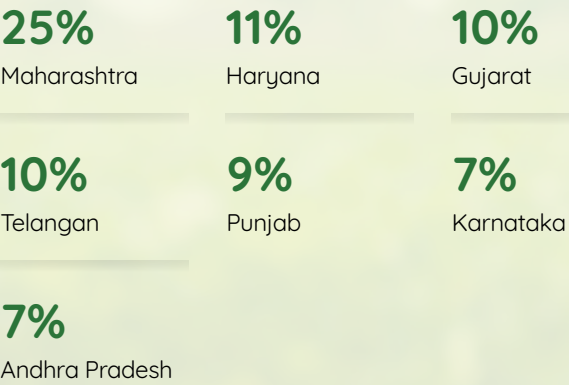 25%
Maharashtra
11%
Haryana
10%
Gujarat
10%
Telangan
9%
Punjab
7%
Karnataka
7%
Andhra Pradesh